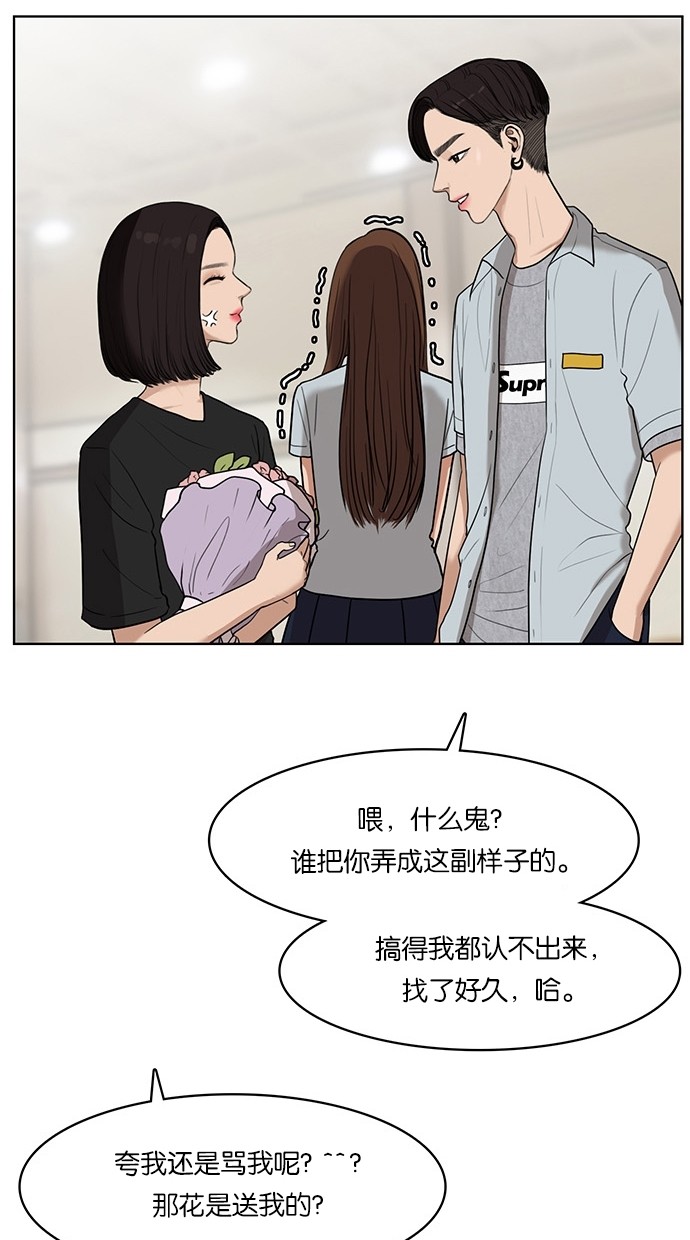 Supr
喂，什么鬼?
谁把你弄成这副样子的。
搞得我都认不出来，
找了好久，哈。
夸我还是骂我呢? ^^?
那花是送我的?